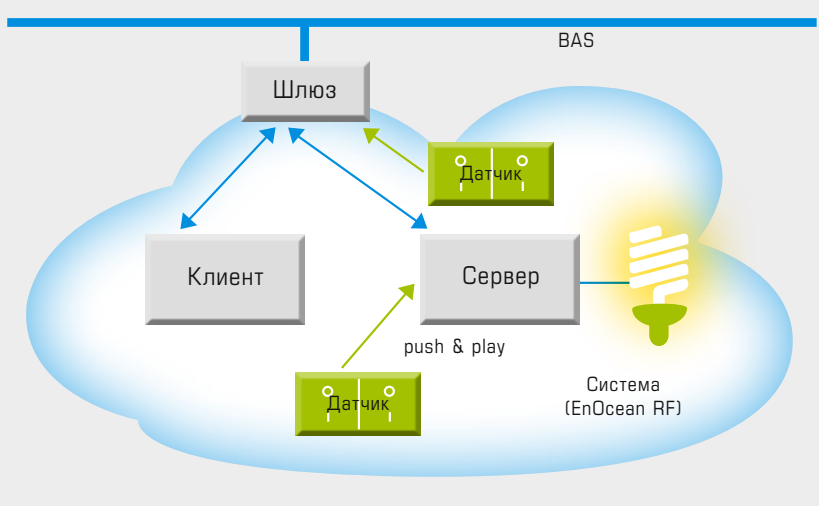 BAS
Шлюз
Датчик
Клиент
Сервер
push & play
Датчик
Система
(EnOcean RF)